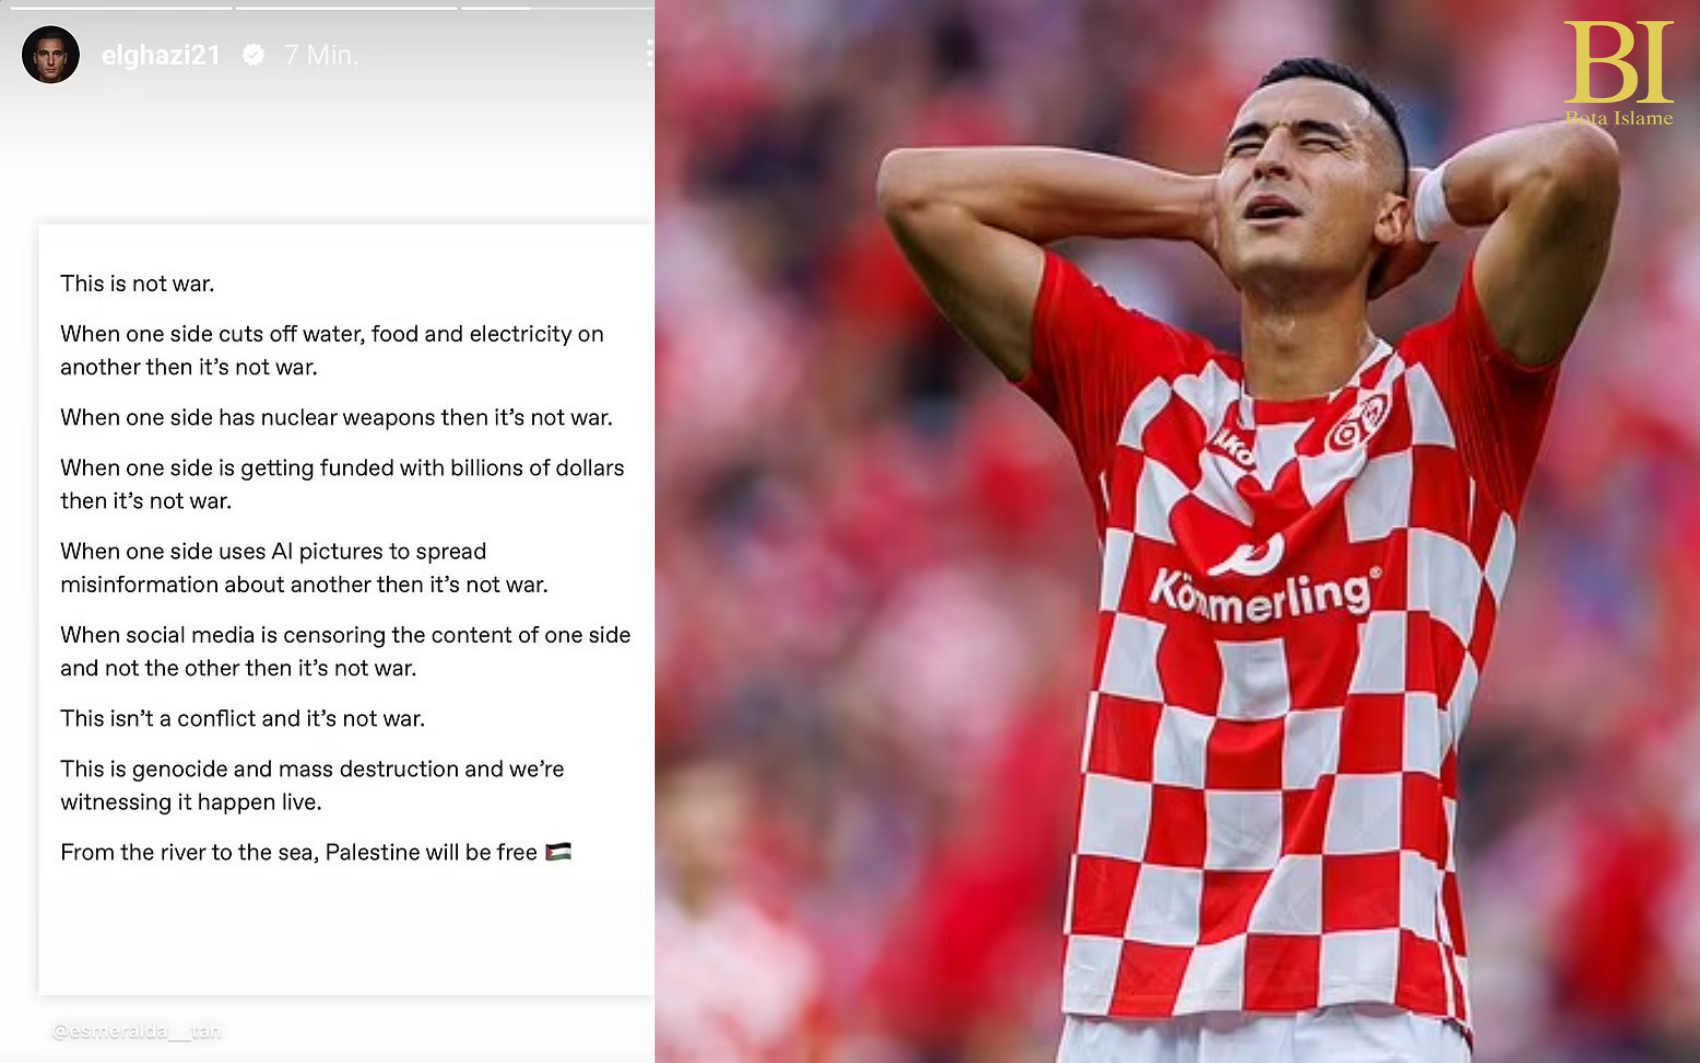 elghazi21 7 Min.
This is not war.
When one side cuts off water, food and electricity on
another then it’s not war.
When one side has nuclear weapons then it’s not war.
When one side is getting funded with billions of dollars
then it’s not war.
When one side uses AI pictures to spread
misinformation about another then it’s not war.
When social media is censoring the content of one side
and not the other then it’s not war.
This isn’t a conflict and it’s not war.
This is genocide and mass destruction and we’re
witnessing it happen live.
From the river to the sea, Palestine will be free 🇵🇸
@esmeralda__tan
BI
Bota Islame
Kömmerling®